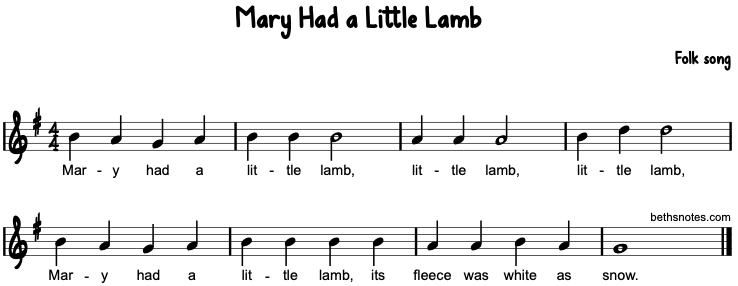 Mary Had a Little Lamb
Folk song
4
4
Mar - y had a lit - tle lamb, lit - tle lamb, lit - tle lamb,
bethsnotes.com
Mar - y had a lit - tle lamb, its fleece was white as snow.